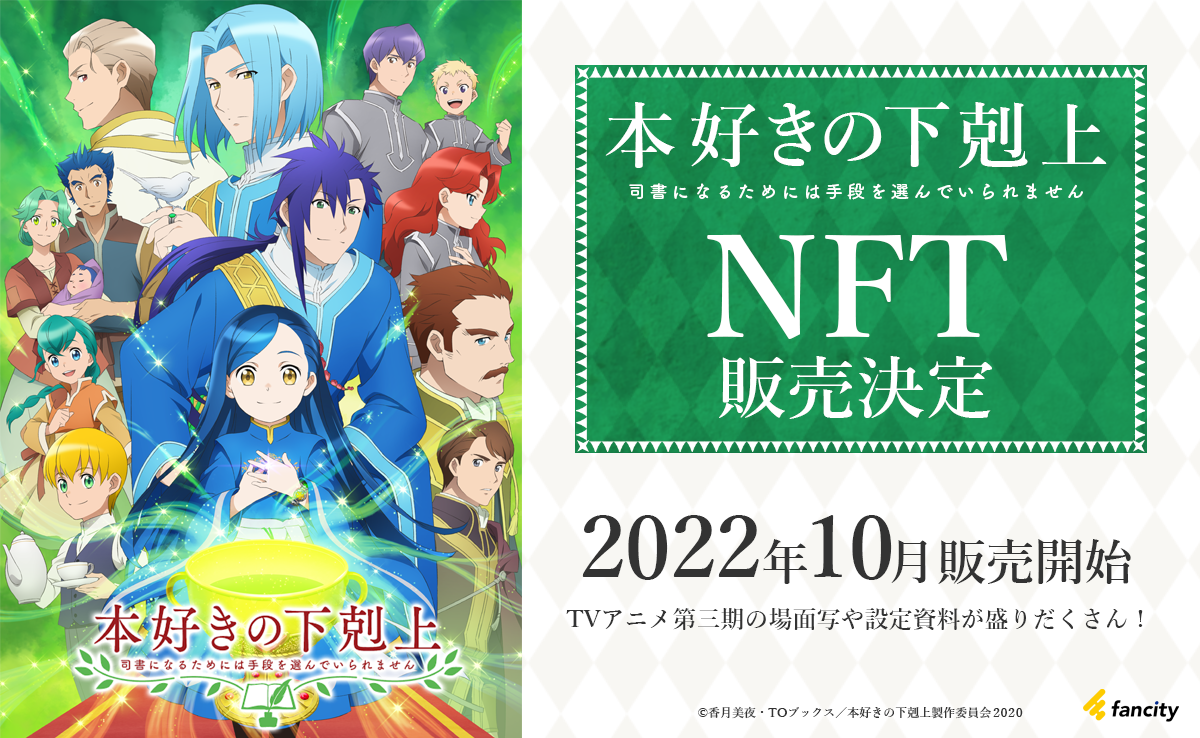 本好きの下剋上
司書になるためには手段を選んでいられません
本好きの下剋上
司書になるためには手段を選んでいられません
NFT
販売決定
2022年10月販売開始
TVアニメ第三期の場面写や設定資料が盛りだくさん！
©香月美夜・TOブックス／本好きの下剋上製作委員会2020
fancity